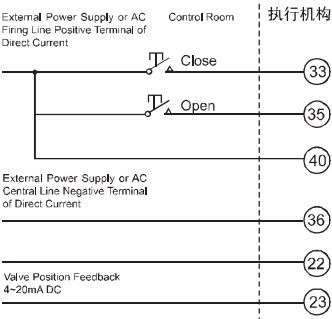 External Power Supply or AC
Firing Line Positive Terminal of
Direct Current
Control Room
执行机构
Close
33
Open
35
40
External Power Supply or AC
Central Line Negative Terminal
of Direct Current
36
22
Valve Position Feedback
4~20mA DC
23